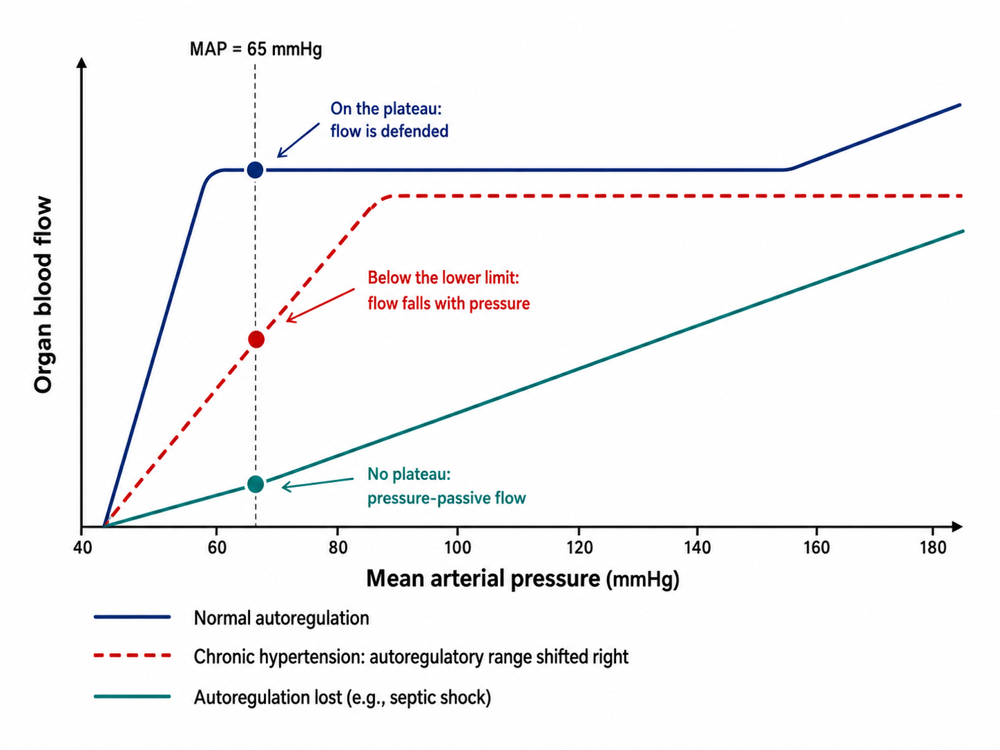 MAP = 65 mmHg
On the plateau:
flow is defended
Below the lower limit:
flow falls with pressure
No plateau:
pressure-passive flow
Organ blood flow
40 60 80 100 120 140 160 180
Mean arterial pressure (mmHg)
Normal autoregulation
Chronic hypertension: autoregulatory range shifted right
Autoregulation lost (e.g., septic shock)